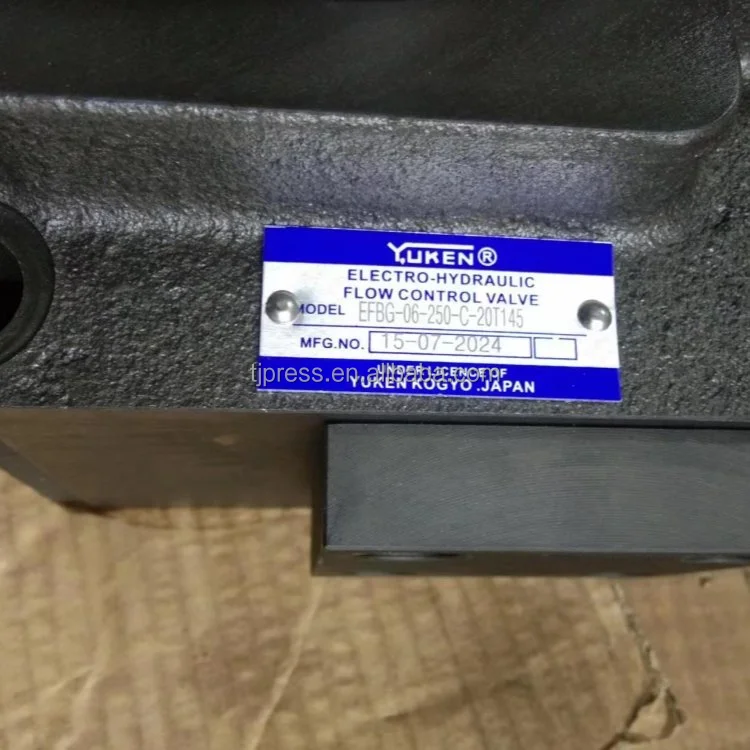 YUKEN®
ELECTRO-HYDRAULIC
FLOW CONTROL VALVE
MODEL EFBG-06-250-C-20T145
MFG.NO. 15-07-2024
UNDER LICENCE OF
YUKEN KOGYO .JAPAN
tjpress.en.alibaba.com